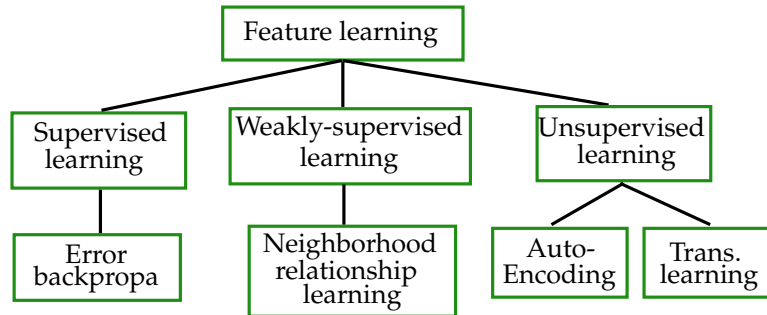 Feature learning
Supervised
learning
Weakly-supervised
learning
Unsupervised
learning
Error
backpropa
Neighborhood
relationship
learning
Auto-
Encoding
Trans.
learning